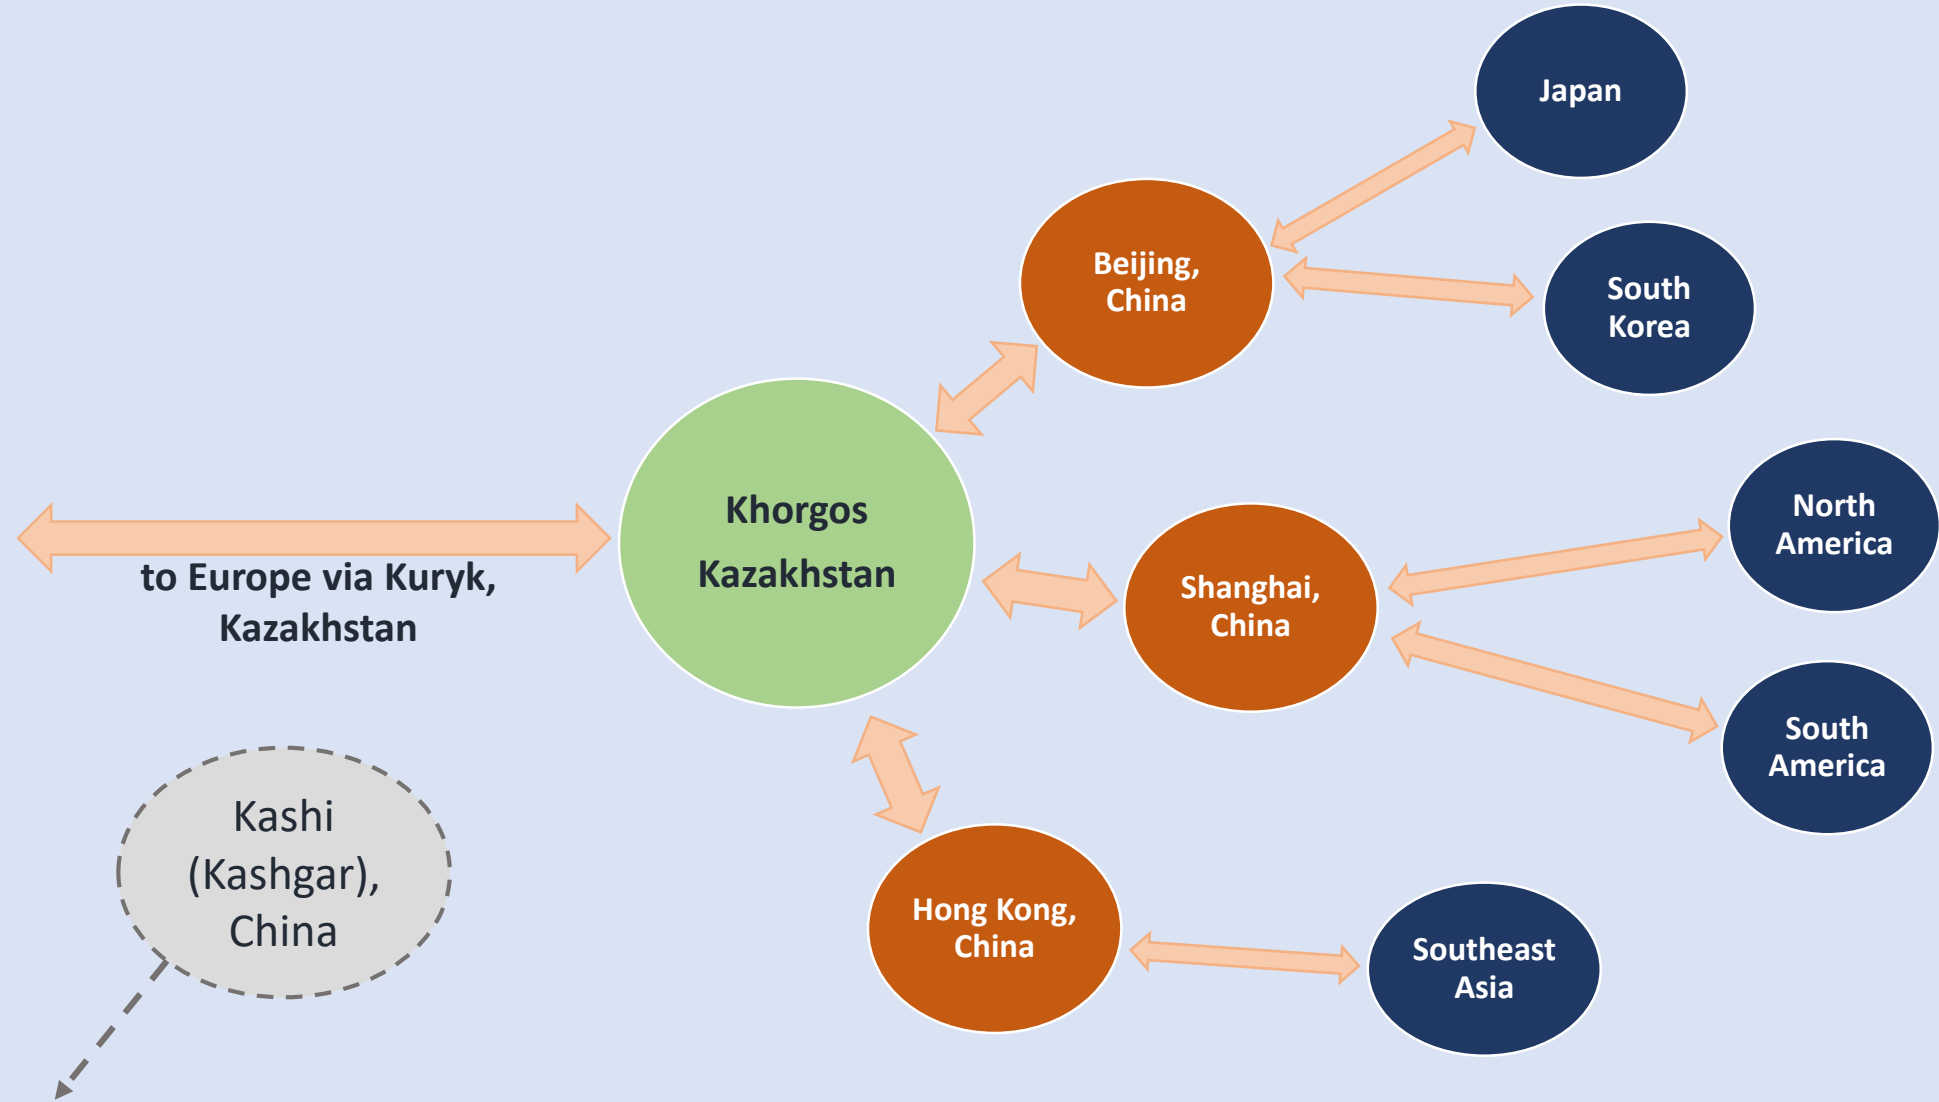 Japan
Beijing,
China
South
Korea
Khorgos
Kazakhstan
North
America
to Europe via Kuryk,
Kazakhstan
Shanghai,
China
South
America
Kashi
(Kashgar),
China
Hong Kong,
China
Southeast
Asia